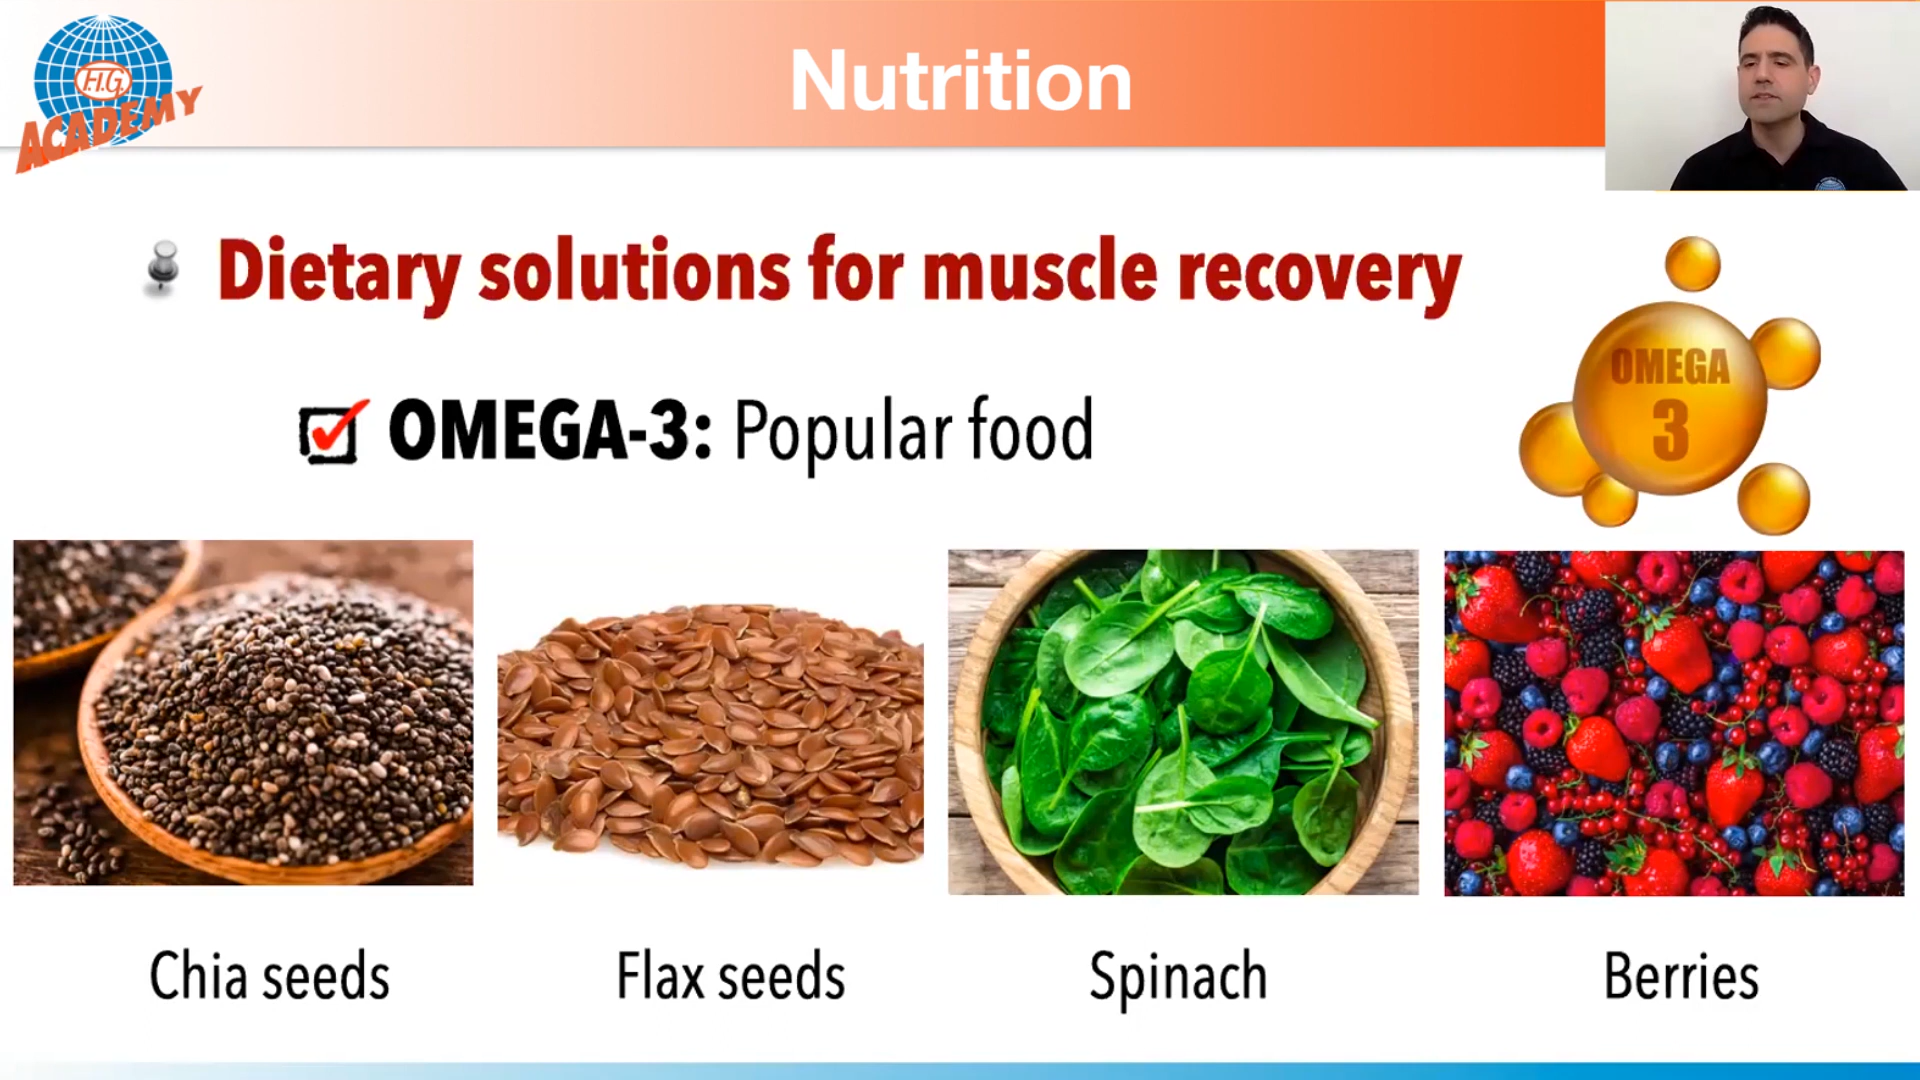 F.I.G.
ACADEMY
Nutrition
Dietary solutions for muscle recovery
OMEGA-3: Popular food
OMEGA
3
Chia seeds
Flax seeds
Spinach
Berries